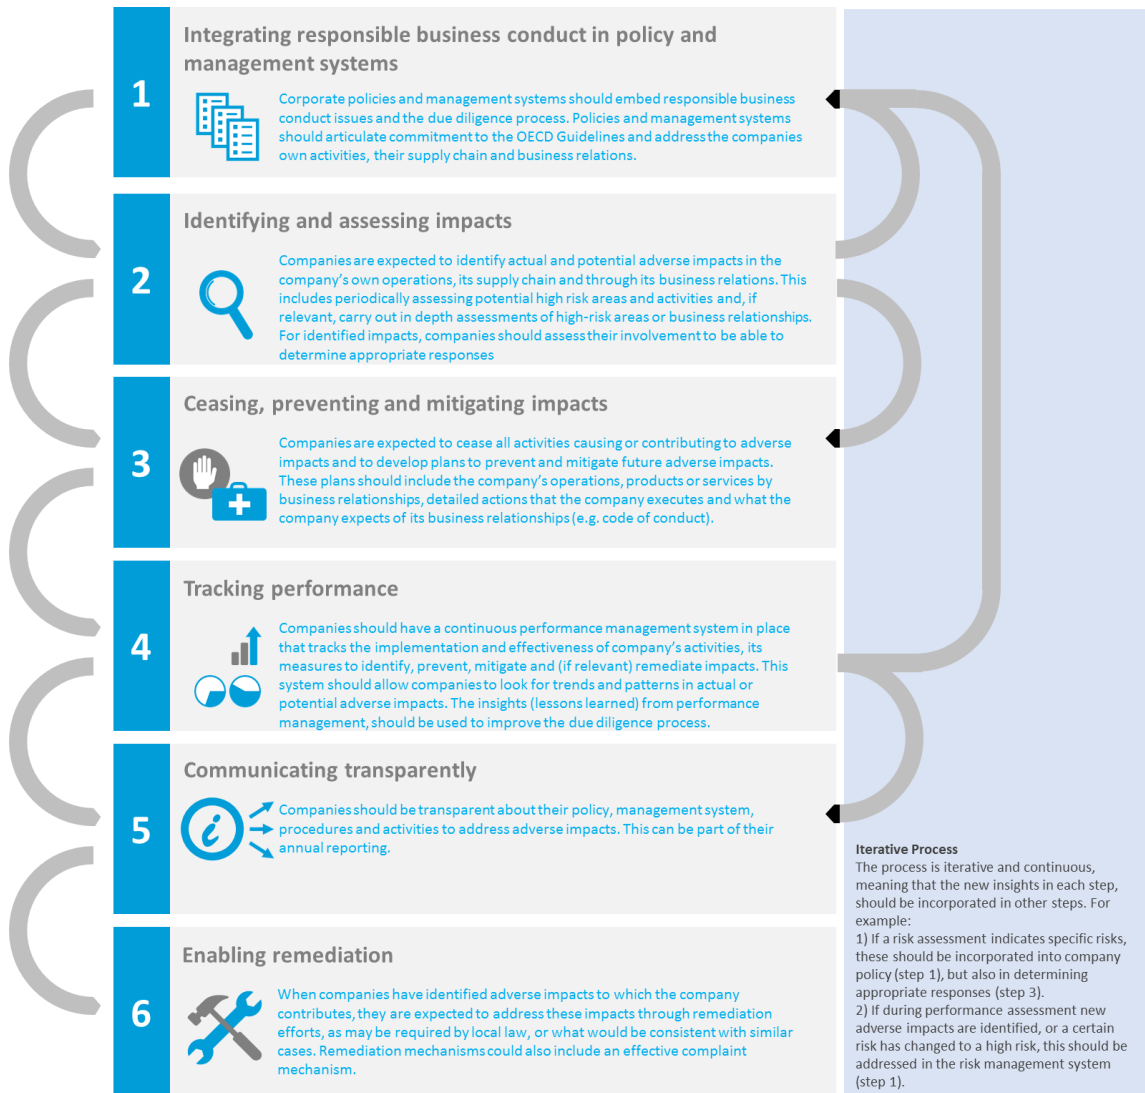 1
Integrating responsible business conduct in policy and
management systems
Corporate policies and management systems should embed responsible business
conduct issues and the due diligence process. Policies and management systems
should articulate commitment to the OECD Guidelines and address the companies
own activities, their supply chain and business relations.
2
Identifying and assessing impacts
Companies are expected to identify actual and potential adverse impacts in the
company's own operations, its supply chain and through its business relations. This
includes periodically assessing potential high risk areas and activities and, if
relevant, carry out in depth assessments of high-risk areas or business relationships.
For identified impacts, companies should assess their involvement to be able to
determine appropriate responses
3
Ceasing, preventing and mitigating impacts
Companies are expected to cease all activities causing or contributing to adverse
impacts and to develop plans to prevent and mitigate future adverse impacts.
These plans should include the company's operations, products or services by
business relationships, detailed actions that the company executes and what the
company expects of its business relationships (e.g. code of conduct).
4
Tracking performance
Companies should have a continuous performance management system in place
that tracks the implementation and effectiveness of company's activities, its
measures to identify, prevent, mitigate and (if relevant) remediate impacts. This
system should allow companies to look for trends and patterns in actual or
potential adverse impacts. The insights (lessons learned) from performance
management, should be used to improve the due diligence process.
5
Communicating transparently
i
Companies should be transparent about their policy, management system,
procedures and activities to address adverse impacts. This can be part of their
annual reporting.
6
Enabling remediation
When companies have identified adverse impacts to which the company
contributes, they are expected to address these impacts through remediation
efforts, as may be required by local law, or what would be consistent with similar
cases. Remediation mechanisms could also include an effective complaint
mechanism.
Iterative Process
The process is iterative and continuous,
meaning that the new insights in each step,
should be incorporated in other steps. For
example:
1) If a risk assessment indicates specific risks,
these should be incorporated into company
policy (step 1), but also in determining
appropriate responses (step 3).
2) If during performance assessment new
adverse impacts are identified, or a certain
risk has changed to a high risk, this should be
addressed in the risk management system
(step 1).